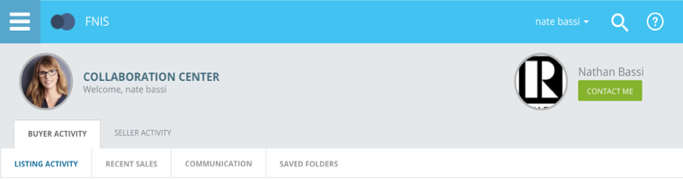 FNIS
nate bassi
?
COLLABORATION CENTER
Welcome, nate bassi
R
Nathan Bassi
CONTACT ME
BUYER ACTIVITY
SELLER ACTIVITY
LISTING ACTIVITY
RECENT SALES
COMMUNICATION
SAVED FOLDERS